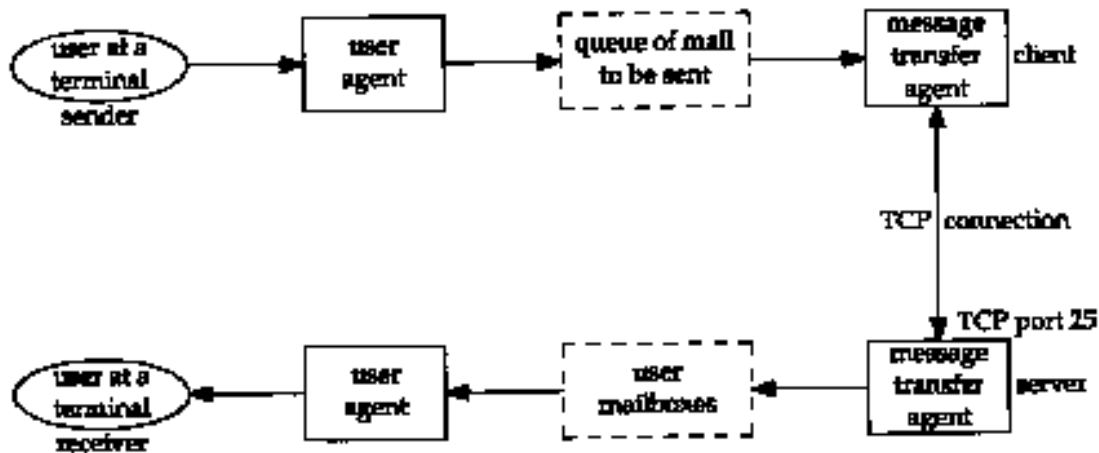 user at a
terminal
sender
user
agent
queue of mail
to be sent
message
transfer
agent
client
TCP connection
TCP port 25
user at a
terminal
receiver
user
agent
user
mailboxes
message
transfer
agent
server